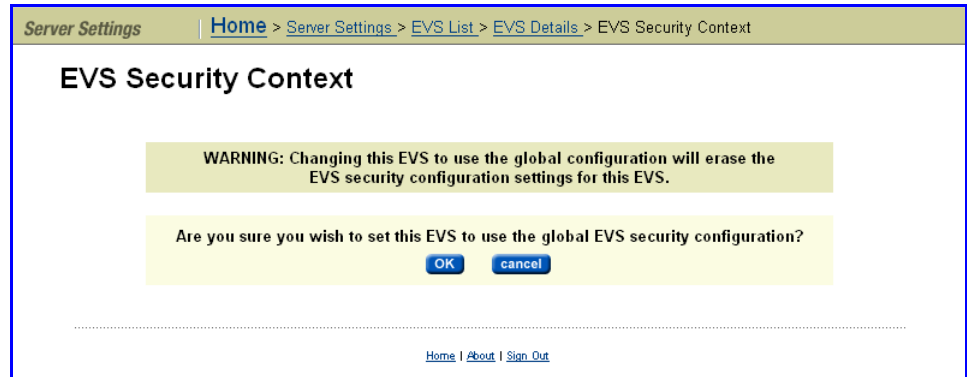 Server Settings | Home > Server Settings > EVS List > EVS Details > EVS Security Context
EVS Security Context
WARNING: Changing this EVS to use the global configuration will erase the
EVS security configuration settings for this EVS.
Are you sure you wish to set this EVS to use the global EVS security configuration?
OK cancel
Home | About | Sign Out